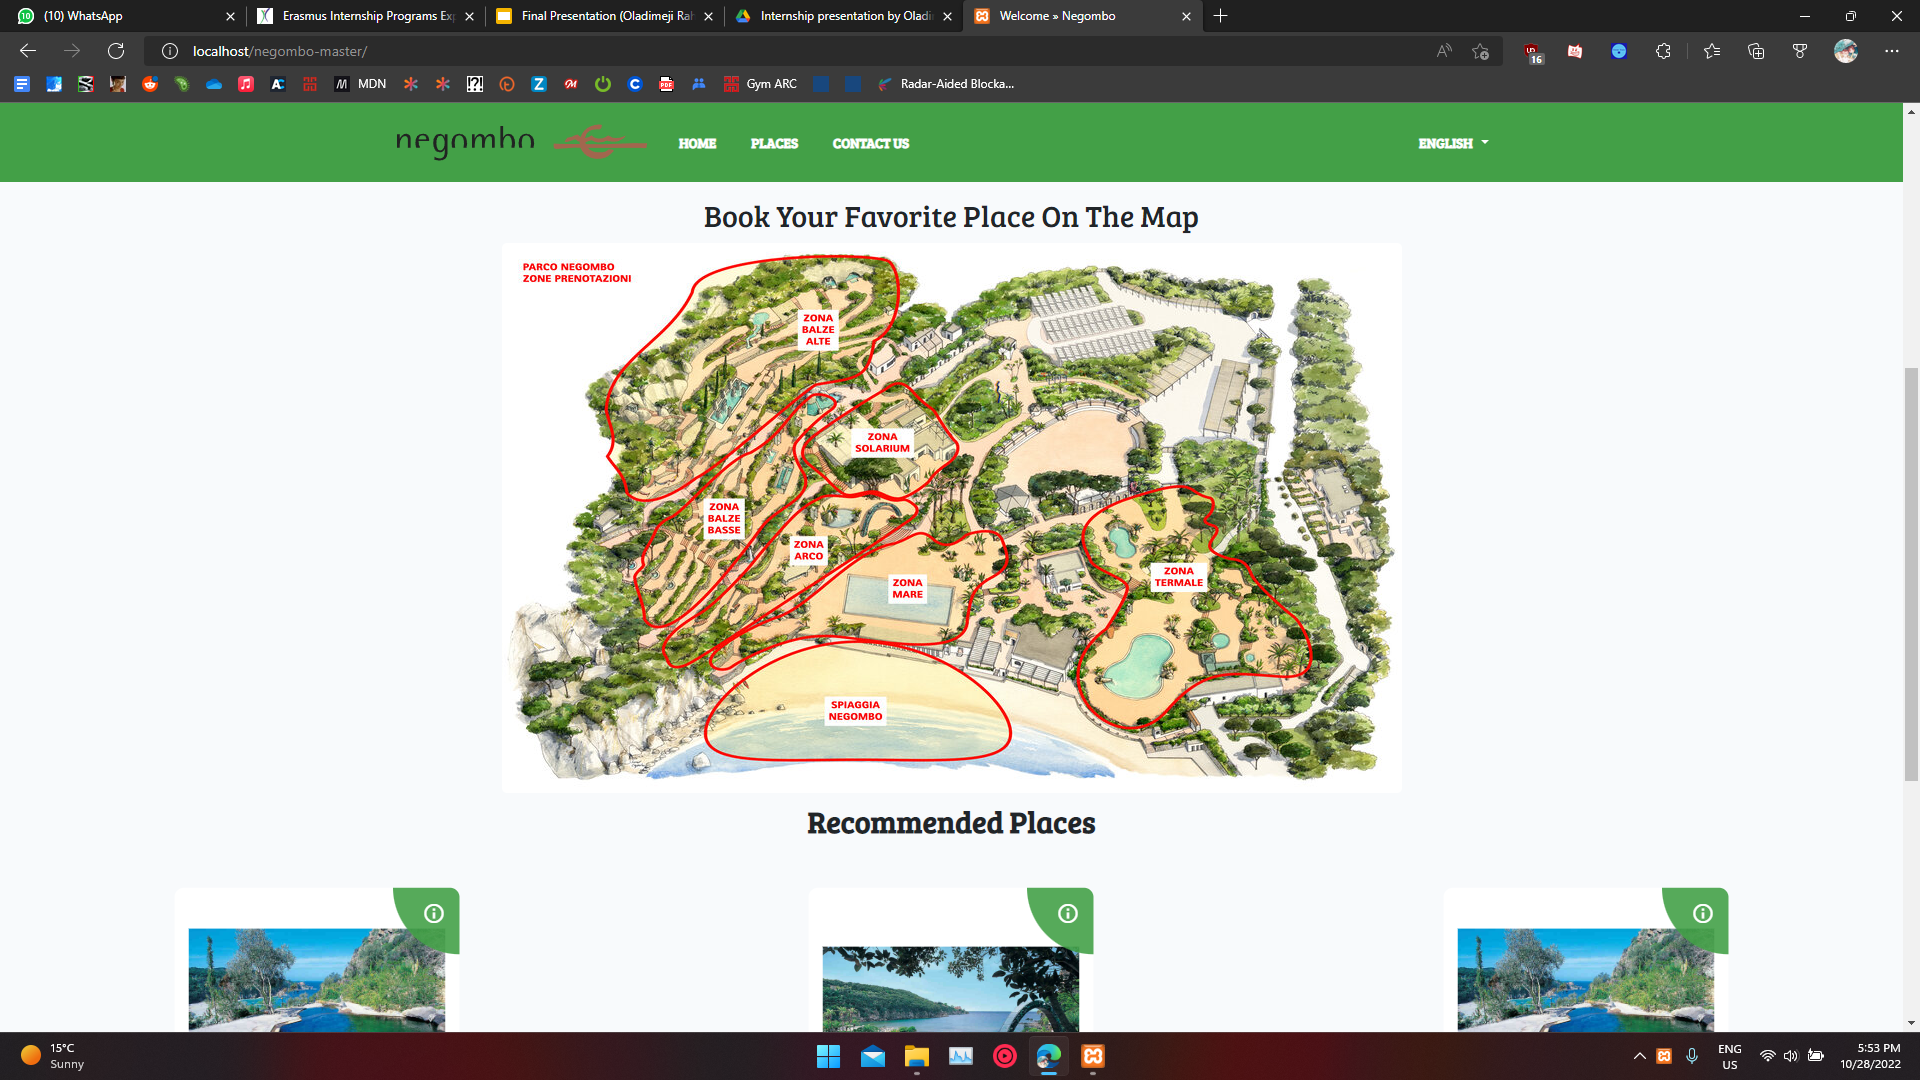 (10) WhatsApp
Erasmus Internship Programs Exp
Final Presentation (Oladimeji Rah
Internship presentation by Oladi
Welcome » Negombo
localhost/negombo-master/
16
MDN
Gym ARC
Radar-Aided Blocka...
negombo
HOME
PLACES
CONTACT US
ENGLISH
Book Your Favorite Place On The Map
PARCO NEGOMBO
ZONE PRENOTAZIONI
ZONA
BALZE
ALTE
ZONA
SOLARIUM
ZONA
BALZE
BASSE
ZONA
ARCO
ZONA
MARE
ZONA
TERMALE
SPIAGGIA
NEGOMBO
Recommended Places
15°C
Sunny
ENG
US
5:53 PM
10/28/2022